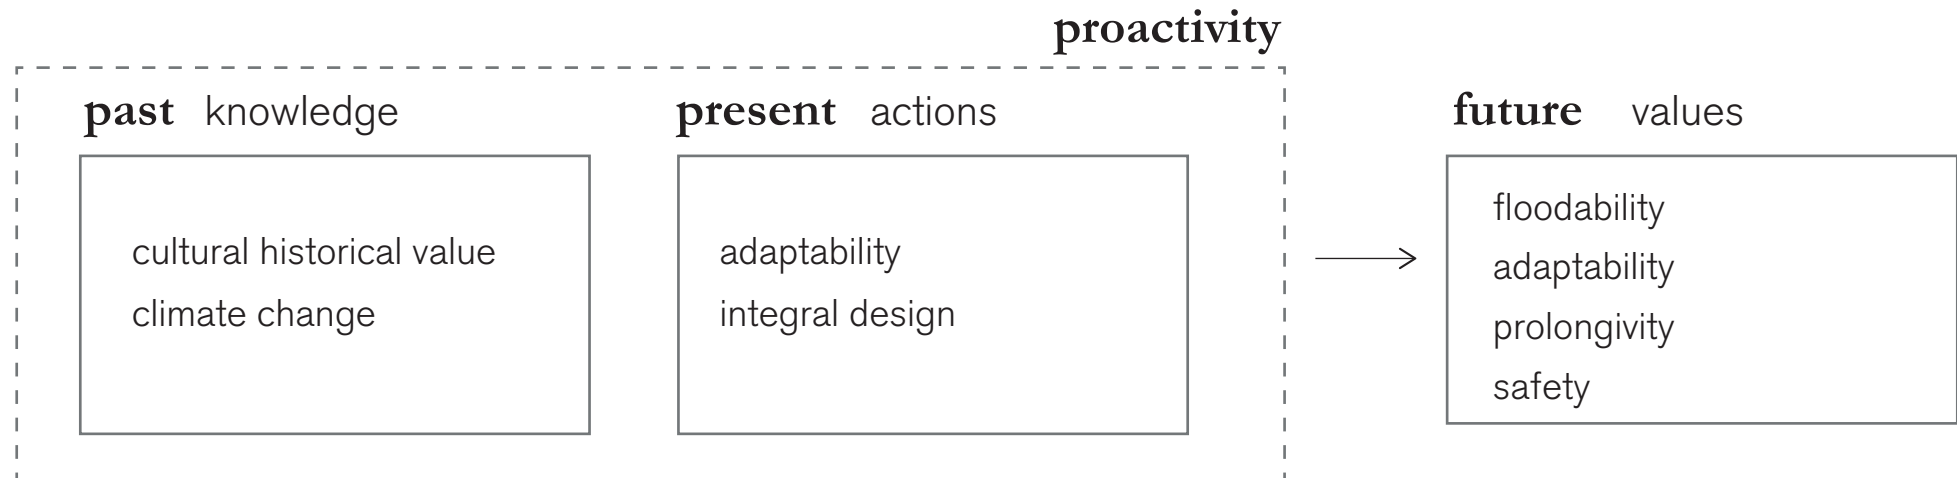 proactivity
past knowledge
present actions
future values
cultural historical value
climate change
adaptability
integral design
floodability
adaptability
prolongivity
safety